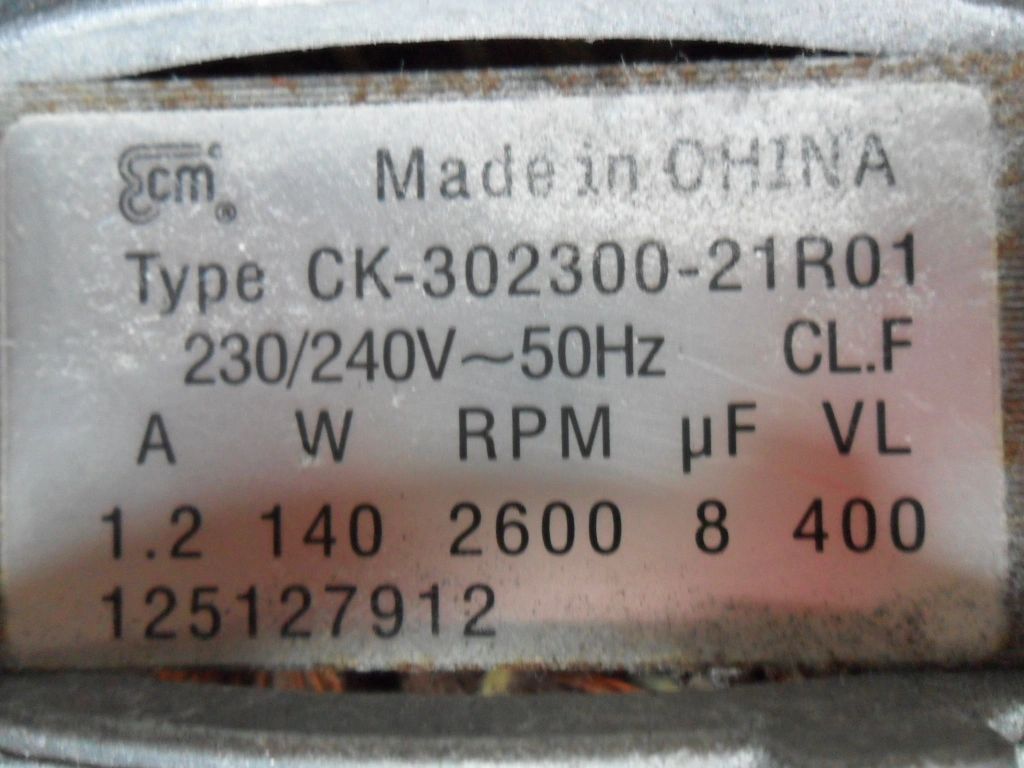 ecm® Made in CHINA
Type CK-302300-21R01
230/240V~50Hz CL.F
A W RPM µF VL
1.2 140 2600 8 400
125127912